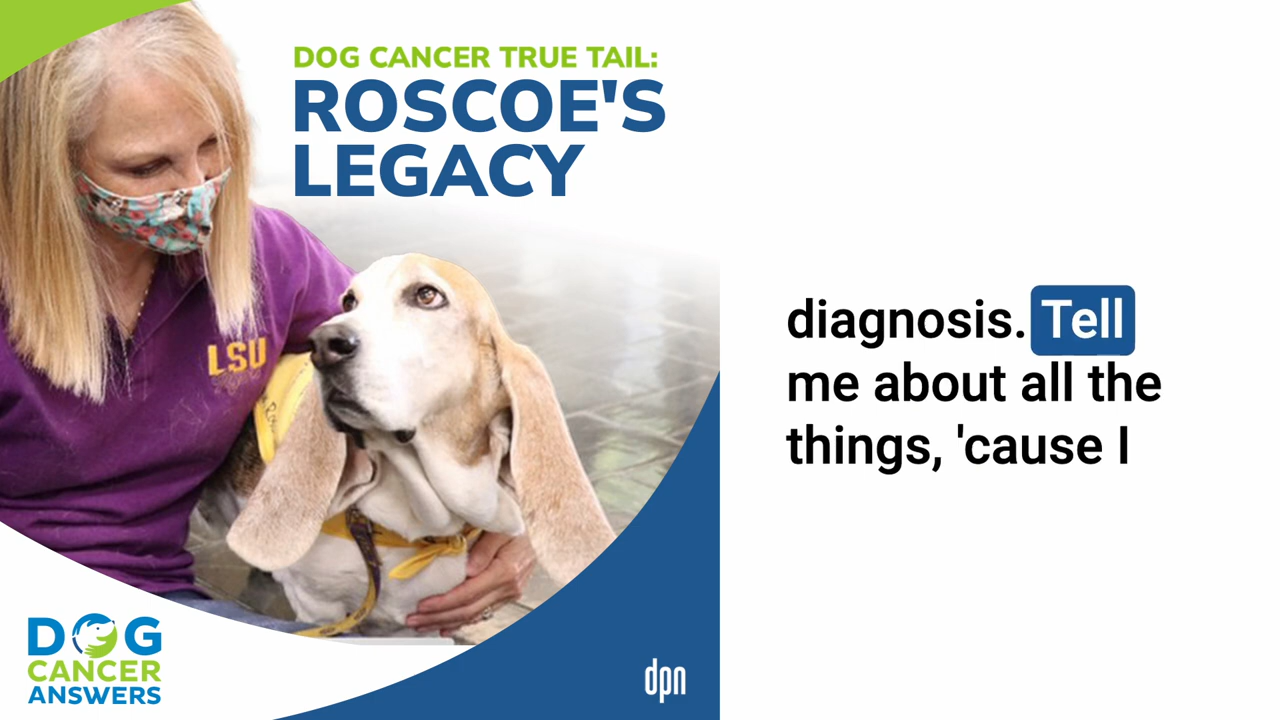 DOG CANCER TRUE TAIL:
ROSCOE'S
LEGACY
LSU
diagnosis. Tell
me about all the
things, 'cause I
DOG
CANCER
ANSWERS
dpn